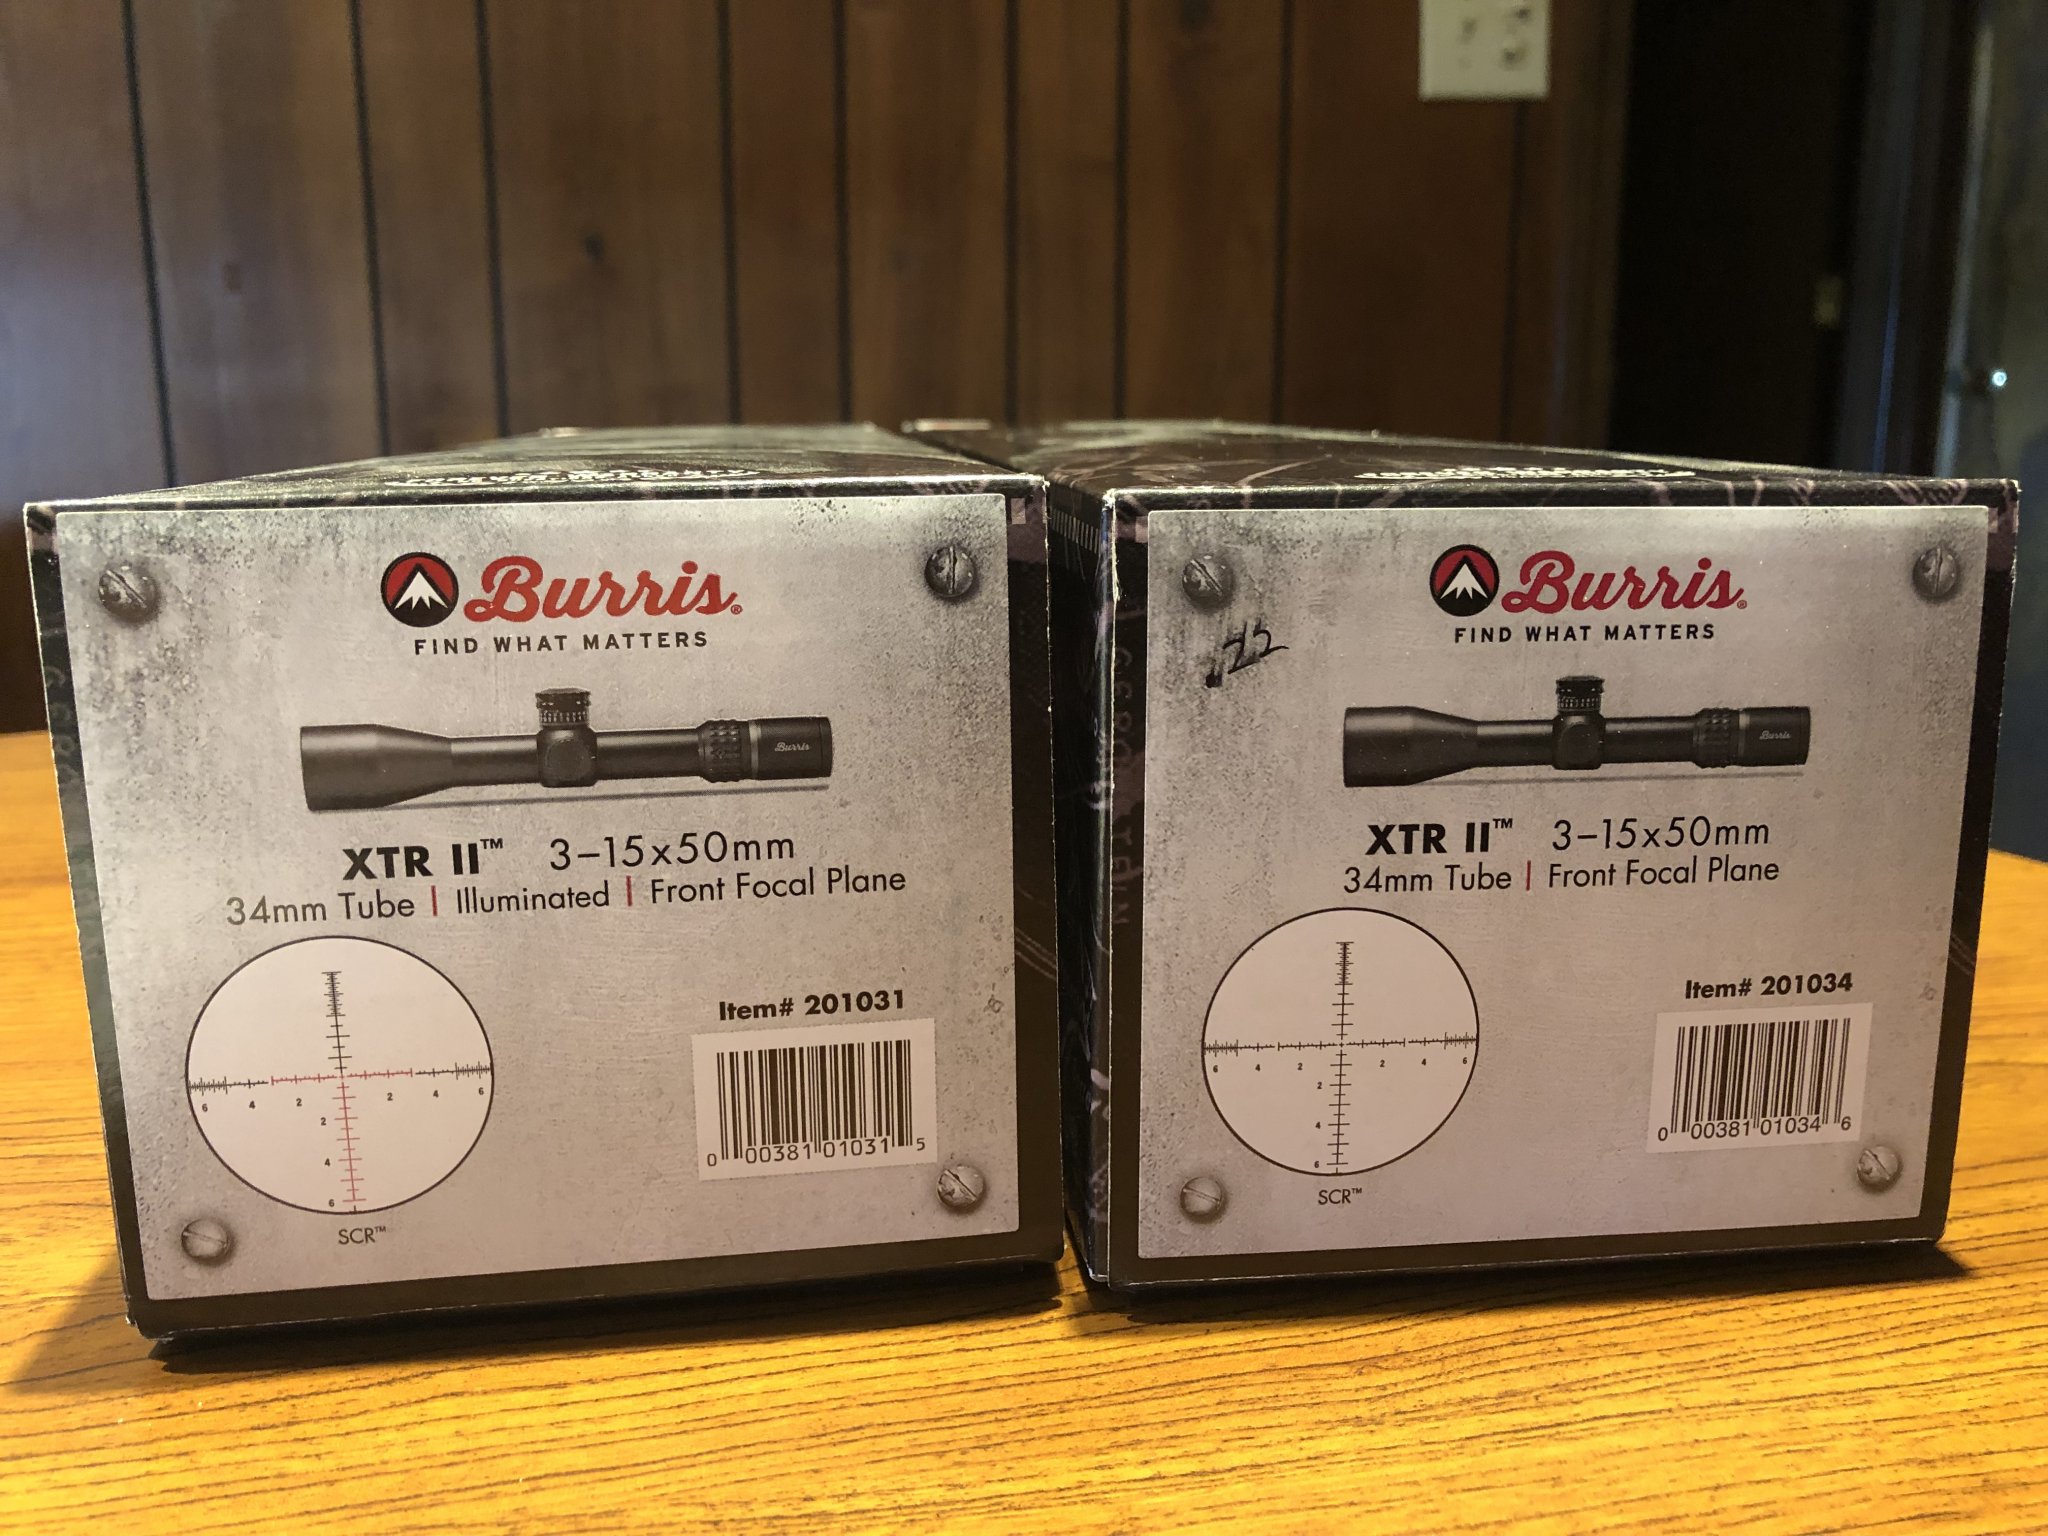 Burris®
FIND WHAT MATTERS
Burris
XTR II™ 3–15x50mm
34mm Tube | Illuminated | Front Focal Plane
Item# 201031
6 4 2 2 4 6
2
4
6
0 00381 01031 5
SCR™
Burris®
FIND WHAT MATTERS
.22
Burris
XTR II™ 3–15x50mm
34mm Tube | Front Focal Plane
Item# 201034
6 4 2 2 4 6
2
4
6
0 00381 01034 6
SCR™